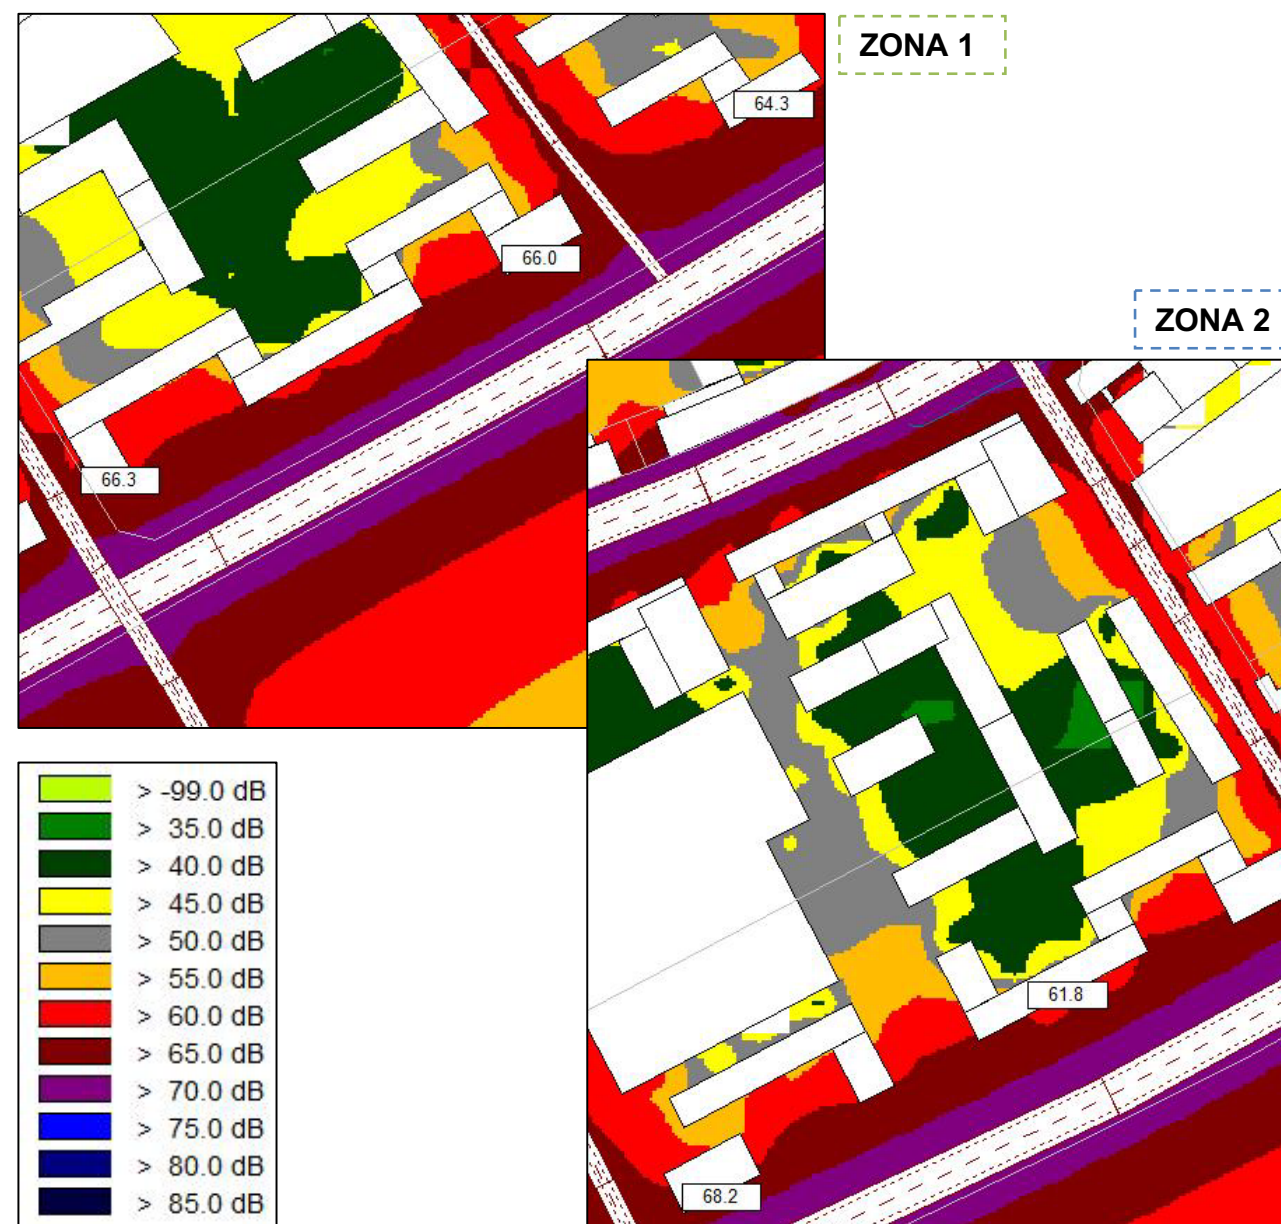 ZONA 1
64.3
66.0
66.3
ZONA 2
61.8
68.2
> -99.0 dB
> 35.0 dB
> 40.0 dB
> 45.0 dB
> 50.0 dB
> 55.0 dB
> 60.0 dB
> 65.0 dB
> 70.0 dB
> 75.0 dB
> 80.0 dB
> 85.0 dB